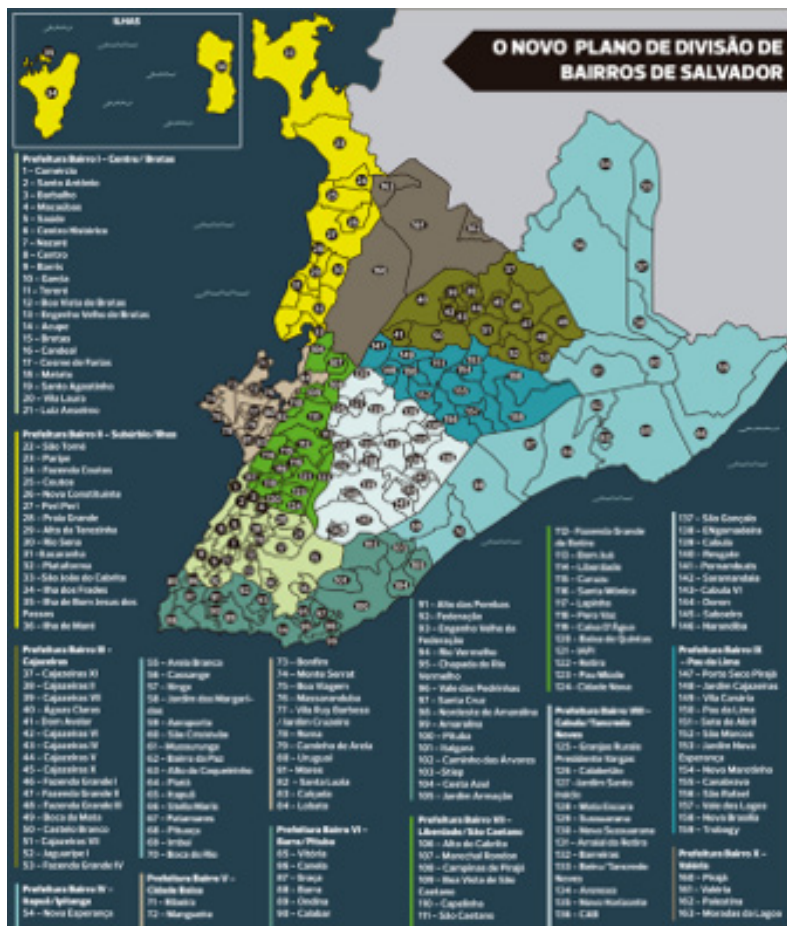 ILHAS
O NOVO PLANO DE DIVISÃO DE
BAIRROS DE SALVADOR
Prefeitura Bairro I - Centro/Brotas
1 - Comércio
2 - Santo Antônio
3 - Barbalho
4 - Macaúbas
5 - Saúde
6 - Centro Histórico
7 - Nazaré
8 - Centro
9 - Barris
10 - Garcia
11 - Tororó
12 - Boa Vista de Brotas
13 - Engenho Velho de Brotas
14 - Acupe
15 - Brotas
16 - Candeal
17 - Cosme de Farias
18 - Matatu
19 - Santo Agostinho
20 - Vila Laura
21 - Luiz Anselmo
Prefeitura Bairro II - Subúrbio/Ilhas
22 - São Tomé
23 - Paripe
24 - Fazenda Coutos
25 - Coutos
26 - Nova Constituinte
27 - Peri Peri
28 - Praia Grande
29 - Alto da Terezinha
30 - Rio Sena
31 - Itacaranha
32 - Plataforma
33 - São João do Cabrito
34 - Ilha dos Frades
35 - Ilha de Bom Jesus dos
Passos
36 - Ilha de Maré
Prefeitura Bairro III -
Cajazeiras
37 - Cajazeiras XI
38 - Cajazeiras II
39 - Cajazeiras VII
40 - Águas Claras
41 - Dom Avelar
42 - Cajazeiras VI
43 - Cajazeiras IV
44 - Cajazeiras V
45 - Cajazeiras X
46 - Fazenda Grande I
47 - Fazenda Grande II
48 - Fazenda Grande III
49 - Boca da Mata
50 - Castelo Branco
52 - Jaguaripe I
53 - Fazenda Grande IV
Prefeitura Bairro IV -
Itapuã/Ipitanga
54 - Nova Esperança
55 - Areia Branca
56 - Cassange
57 - Itinga
58 - Jardim das Margari-
das
59 - Aeroporto
60 - São Cristóvão
61 - Mussurunga
62 - Bairro da Paz
63 - Alto do Coqueirinho
64 - Piatã
65 - Itapuã
66 - Stella Maris
67 - Patamares
68 - Pituaçu
69 - Imbuí
70 - Boca do Rio
Prefeitura Bairro V -
Cidade Baixa
71 - Ribeira
72 - Mangueira
73 - Bonfim
74 - Monte Serrat
75 - Boa Viagem
76 - Massaranduba
77 - Vila Ruy Barbosa
/Jardim Cruzeiro
78 - Roma
79 - Caminho de Areia
80 - Uruguai
81 - Mares
82 - Santa Luzia
83 - Calçada
84 - Lobato
Prefeitura Bairro VI -
Barra/Pituba
85 - Vitória
86 - Canela
87 - Graça
88 - Barra
89 - Ondina
90 - Calabar
91 - Alto das Pombas
92 - Federação
93 - Engenho Velho da
Federação
94 - Rio Vermelho
95 - Chapada do Rio
Vermelho
96 - Vale das Pedrinhas
97 - Santa Cruz
98 - Nordeste de Amaralina
99 - Amaralina
100 - Pituba
101 - Itaigara
102 - Caminho das Árvores
103 - Stiep
104 - Costa Azul
105 - Jardim Armação
Prefeitura Bairro VII -
Liberdade/São Caetano
106 - Alto do Cabrito
107 - Marechal Rondon
108 - Campinas de Pirajá
109 - Boa Vista de São
Caetano
110 - Capelinha
111 - São Caetano
112 - Fazenda Grande
do Retiro
113 - Bom Juá
114 - Liberdade
115 - Curuzu
116 - Santa Mônica
117 - Lapinha
118 - Pero Vaz
119 - Caixa D'Água
120 - Baixa de Quintas
121 - IAPI
122 - Retiro
123 - Pau Miúdo
124 - Cidade Nova
Prefeitura Bairro VIII -
Cabula/Tancredo
Neves
125 - Granjas Rurais
Presidente Vargas
126 - Calabetão
127 - Jardim Santo
Inácio
128 - Mata Escura
129 - Sussuarana
130 - Nova Sussuarana
131 - Arraial do Retiro
132 - Barreiras
133 - Beiru/Tancredo
Neves
134 - Arenoso
135 - Novo Horizonte
136 - CAB
137 - São Gonçalo
138 - ENgomadeira
139 - Cabula
140 - Resgate
141 - Pernambués
142 - Saramandaia
143 - Cabula VI
144 - Doron
145 - Saboeiro
146 - Narandiba
Prefeitura Bairro IX
- Pau da Lima
147 - Porto Seco Pirajá
148 - Jardim Cajazeiras
149 - Vila Canária
150 - Pau da Lima
151 - Sete de Abril
152 - São Marcos
153 - Jardim Nova
Esperança
154 - Novo Marotinho
155 - Canabrava
156 - São Rafael
157 - Vale dos Lagos
158 - Nova Brasília
159 - Trobogy
Prefeitura Bairro X -
Valéria
160 - Pirajá
161 - Valéria
162 - Palestina
163 - Moradas da Lagoa